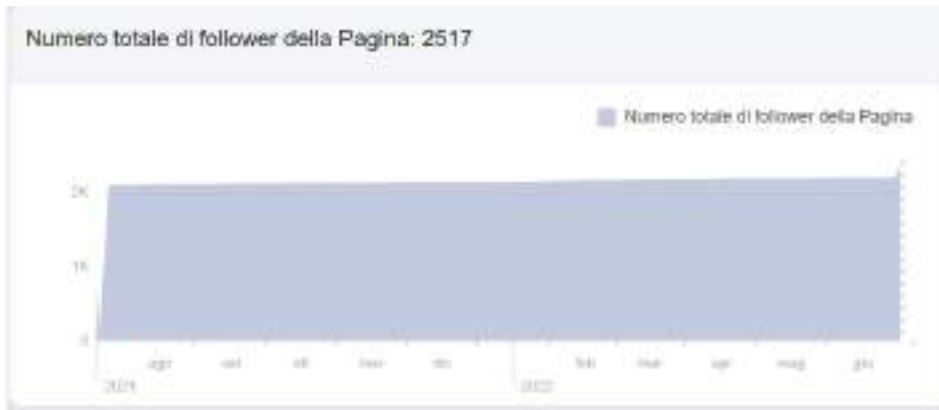 Numero totale di follower della Pagina: 2517
Numero totale di follower della Pagina
2K
1K
0
ago set ott nov dic feb mar apr mag giu
2021 2022